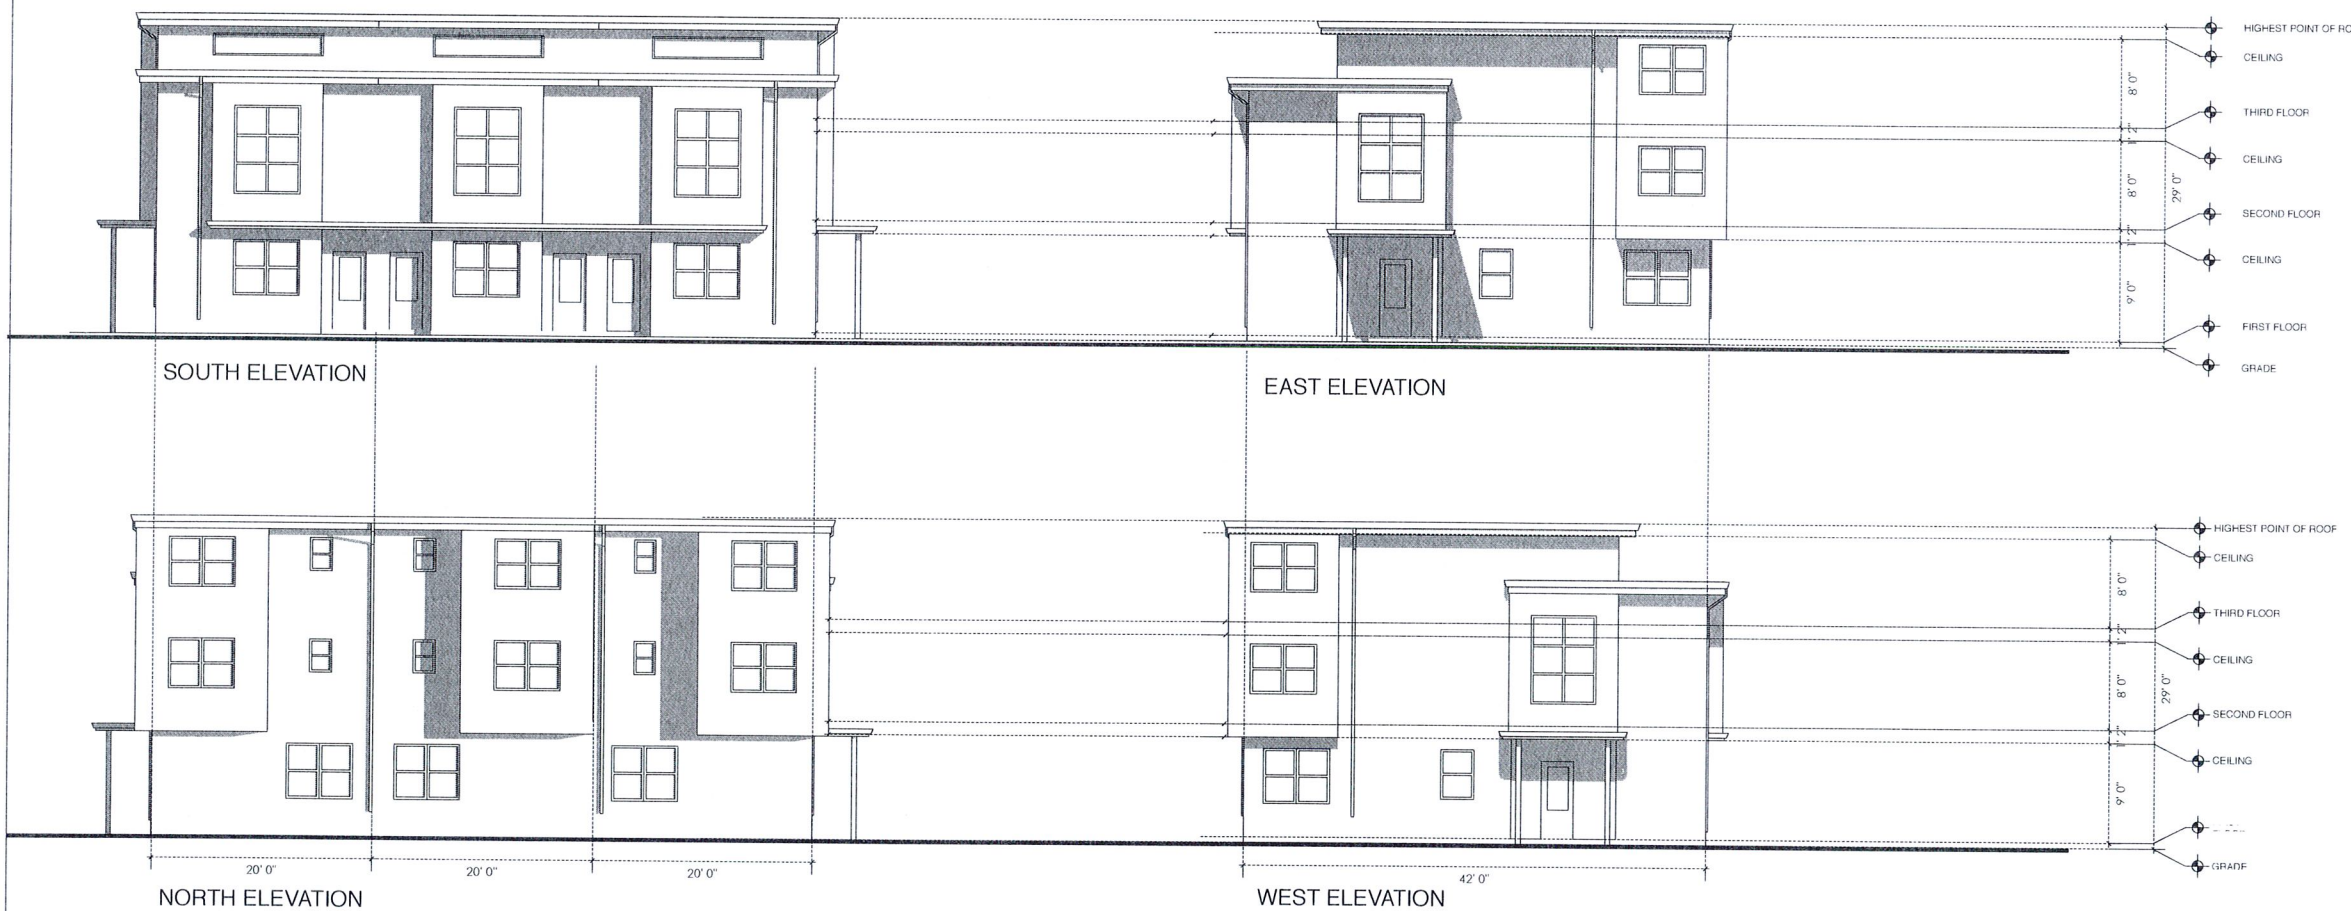 HIGHEST POINT OF RO
CEILING
8' 0"
THIRD FLOOR
1' 2"
CEILING
8' 0"
29' 0"
SECOND FLOOR
1' 2"
CEILING
9' 0"
FIRST FLOOR
GRADE
SOUTH ELEVATION
EAST ELEVATION
HIGHEST POINT OF ROOF
CEILING
8' 0"
THIRD FLOOR
1' 2"
CEILING
8' 0"
29' 0"
SECOND FLOOR
1' 2"
CEILING
9' 0"
GRADE
20' 0"
20' 0"
20' 0"
42' 0"
NORTH ELEVATION
WEST ELEVATION